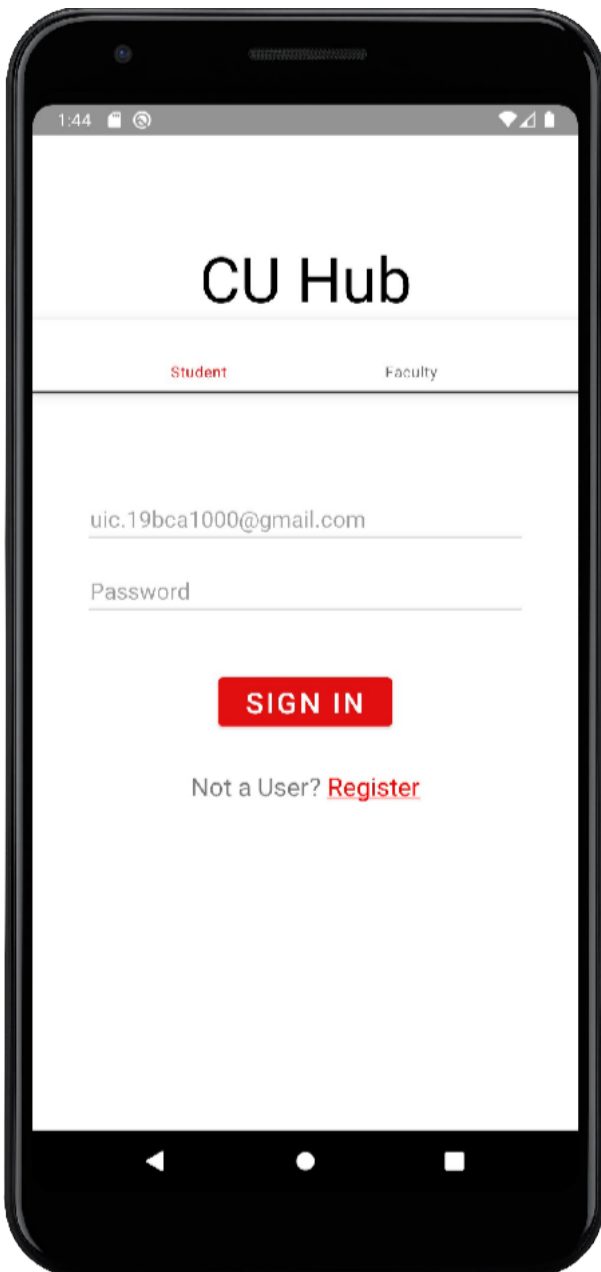 1:44
CU Hub
Student Faculty
uic.19bca1000@gmail.com
Password
SIGN IN
Not a User? Register